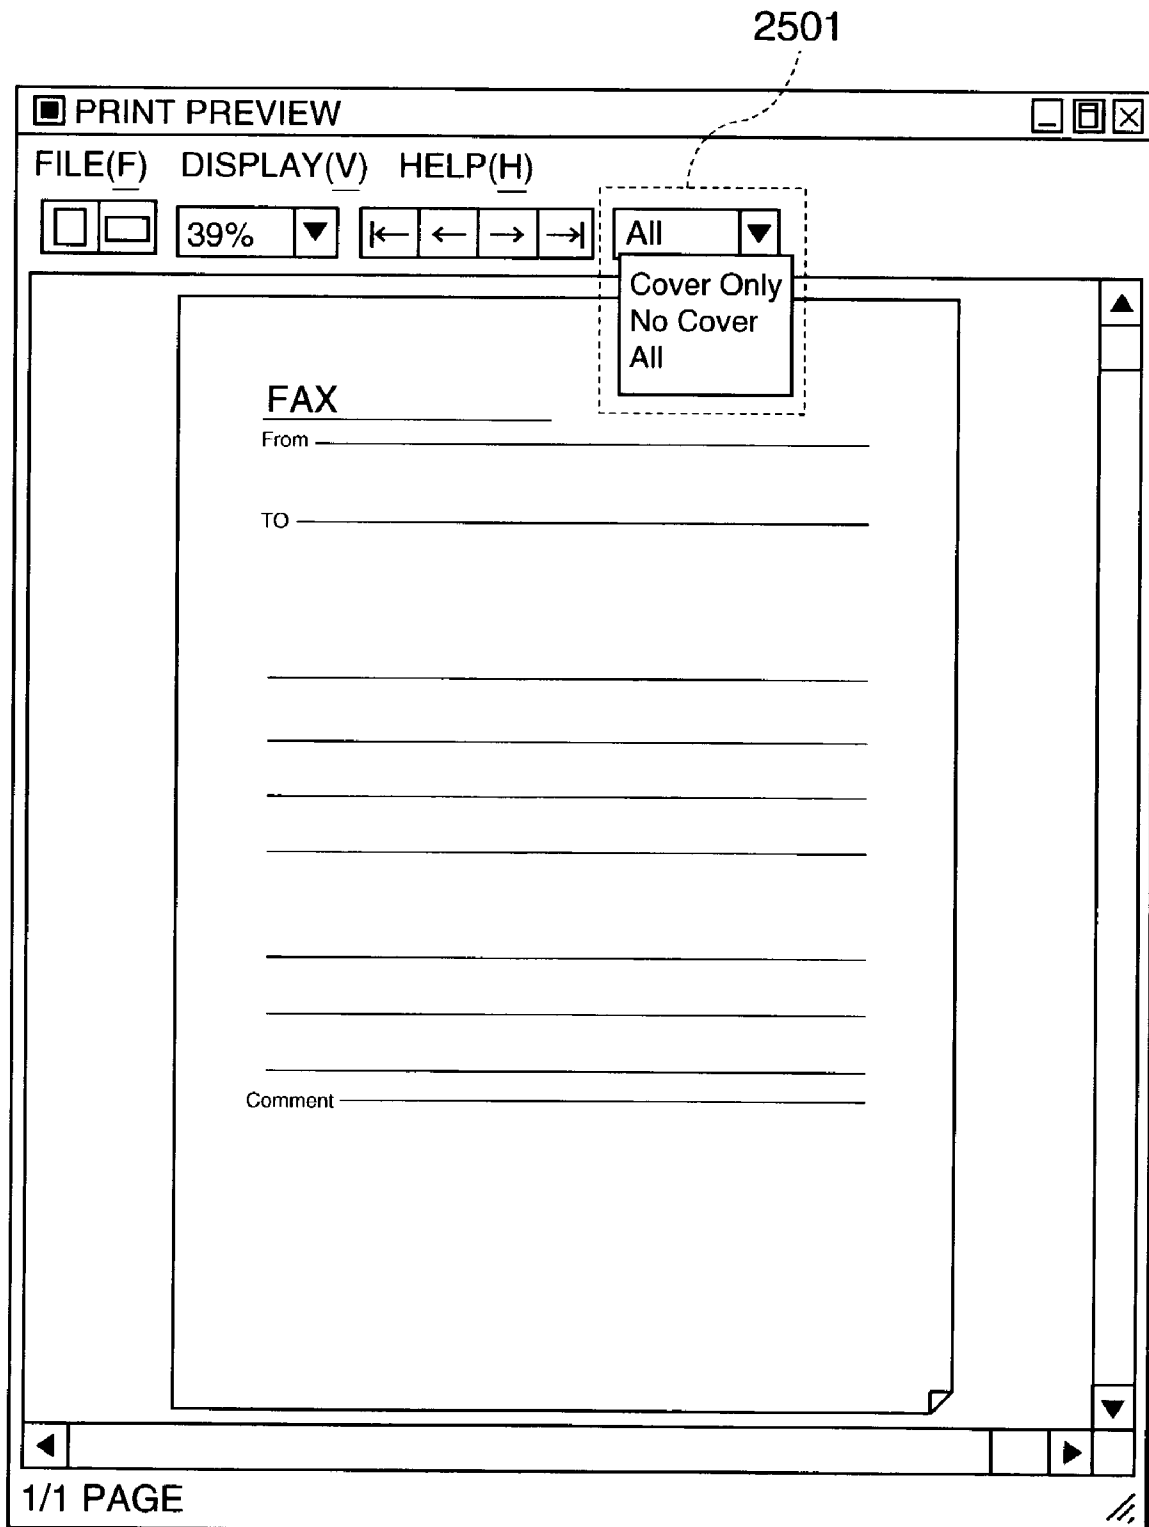 2501
PRINT PREVIEW
FILE(F) DISPLAY(V) HELP(H)
39% All
Cover Only
No Cover
All
FAX
From
TO
Comment
1/1 PAGE